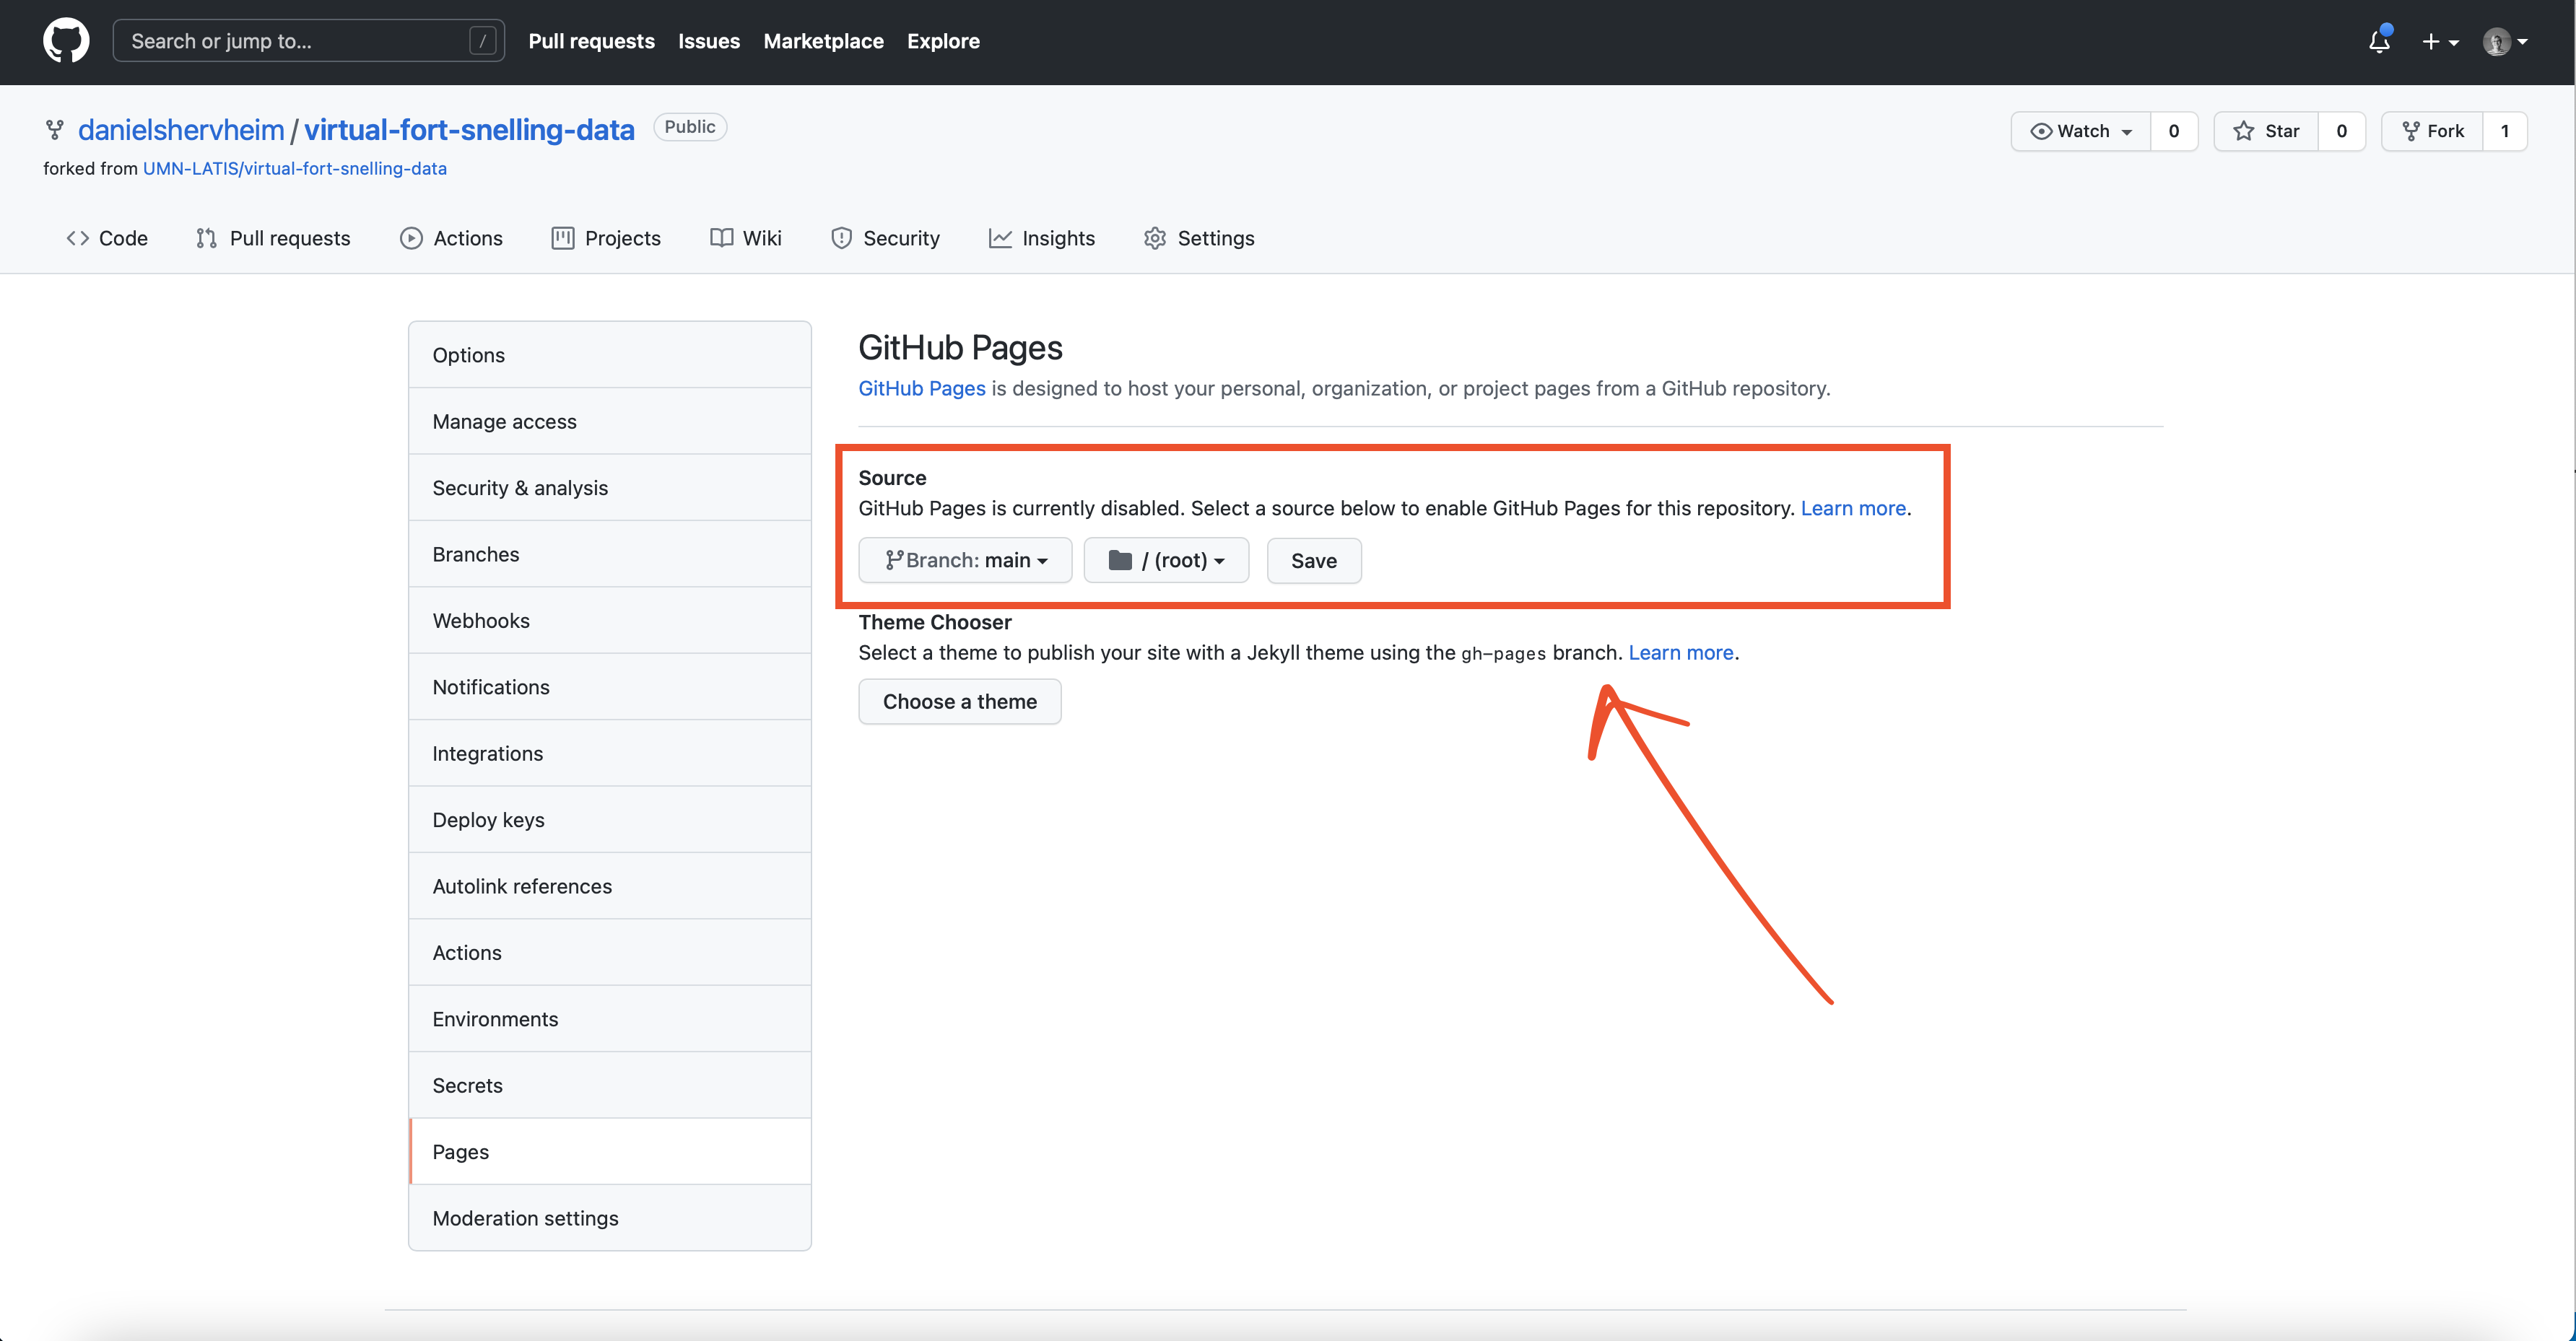 Search or jump to... /
Pull requests Issues Marketplace Explore
danielshervheim / virtual-fort-snelling-data Public
Watch 0 Star 0 Fork 1
forked from UMN-LATIS/virtual-fort-snelling-data
Code Pull requests Actions Projects Wiki Security Insights Settings
Options
Manage access
Security & analysis
Branches
Webhooks
Notifications
Integrations
Deploy keys
Autolink references
Actions
Environments
Secrets
Pages
Moderation settings
GitHub Pages
GitHub Pages is designed to host your personal, organization, or project pages from a GitHub repository.
Source
GitHub Pages is currently disabled. Select a source below to enable GitHub Pages for this repository. Learn more.
Branch: main / (root) Save
Theme Chooser
Select a theme to publish your site with a Jekyll theme using the gh-pages branch. Learn more.
Choose a theme